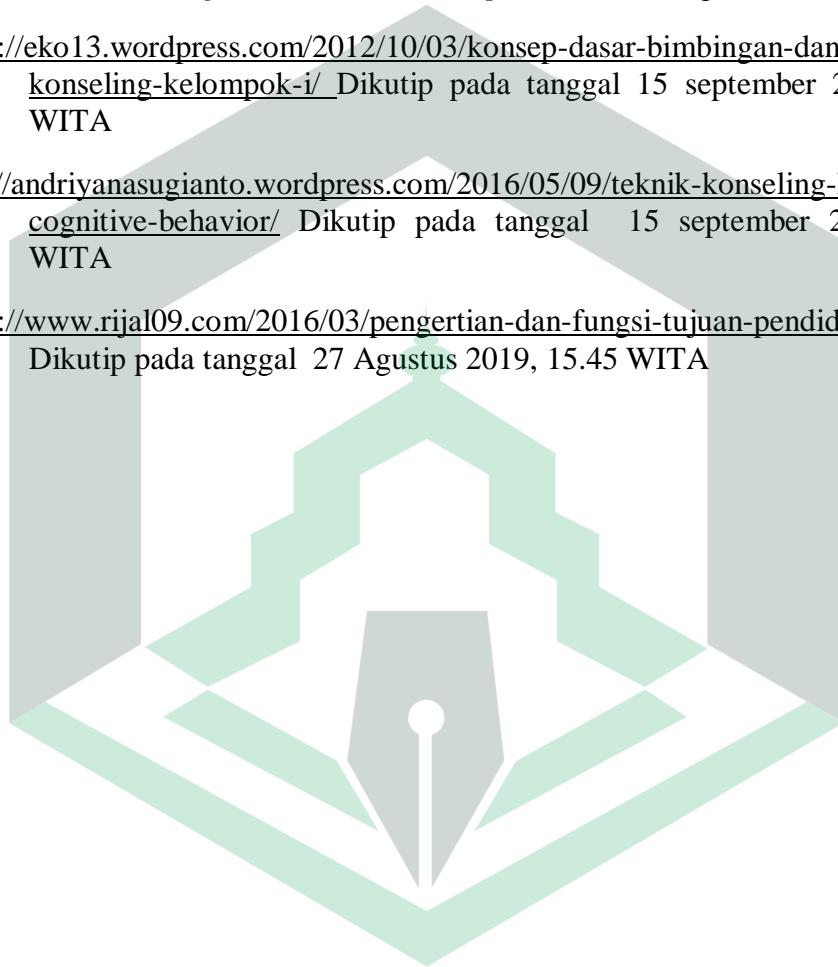 ://eko13.wordpress.com/2012/10/03/konsep-dasar-bimbingan-dan
konseling-kelompok-i/ Dikutip pada tanggal 15 september
WITA
//andriyanasugianto.wordpress.com/2016/05/09/teknik-konseling-
cognitive-behavior/ Dikutip pada tanggal 15 september
WITA
://www.rijal09.com/2016/03/pengertian-dan-fungsi-tujuan-pendid
Dikutip pada tanggal 27 Agustus 2019, 15.45 WITA